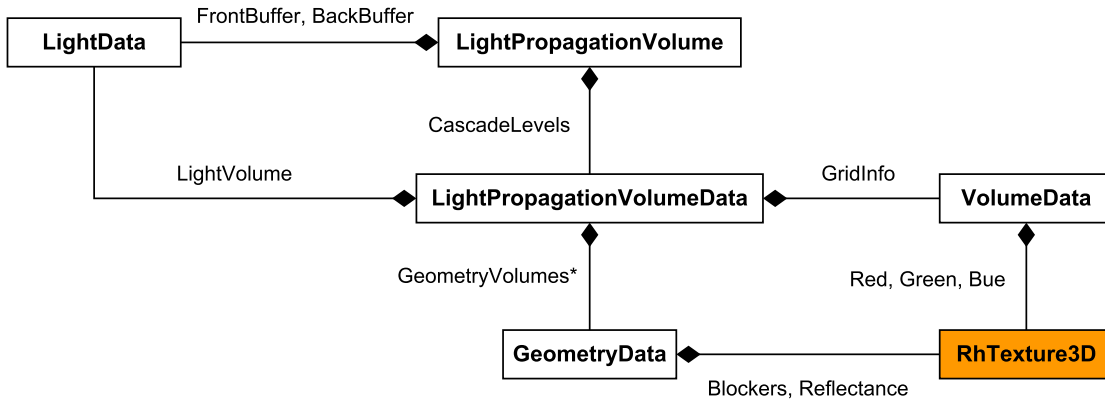 FrontBuffer, BackBuffer
LightData
LightPropagationVolume
CascadeLevels
LightVolume
GridInfo
LightPropagationVolumeData
VolumeData
GeometryVolumes*
Red, Green, Bue
GeometryData
RhTexture3D
Blockers, Reflectance